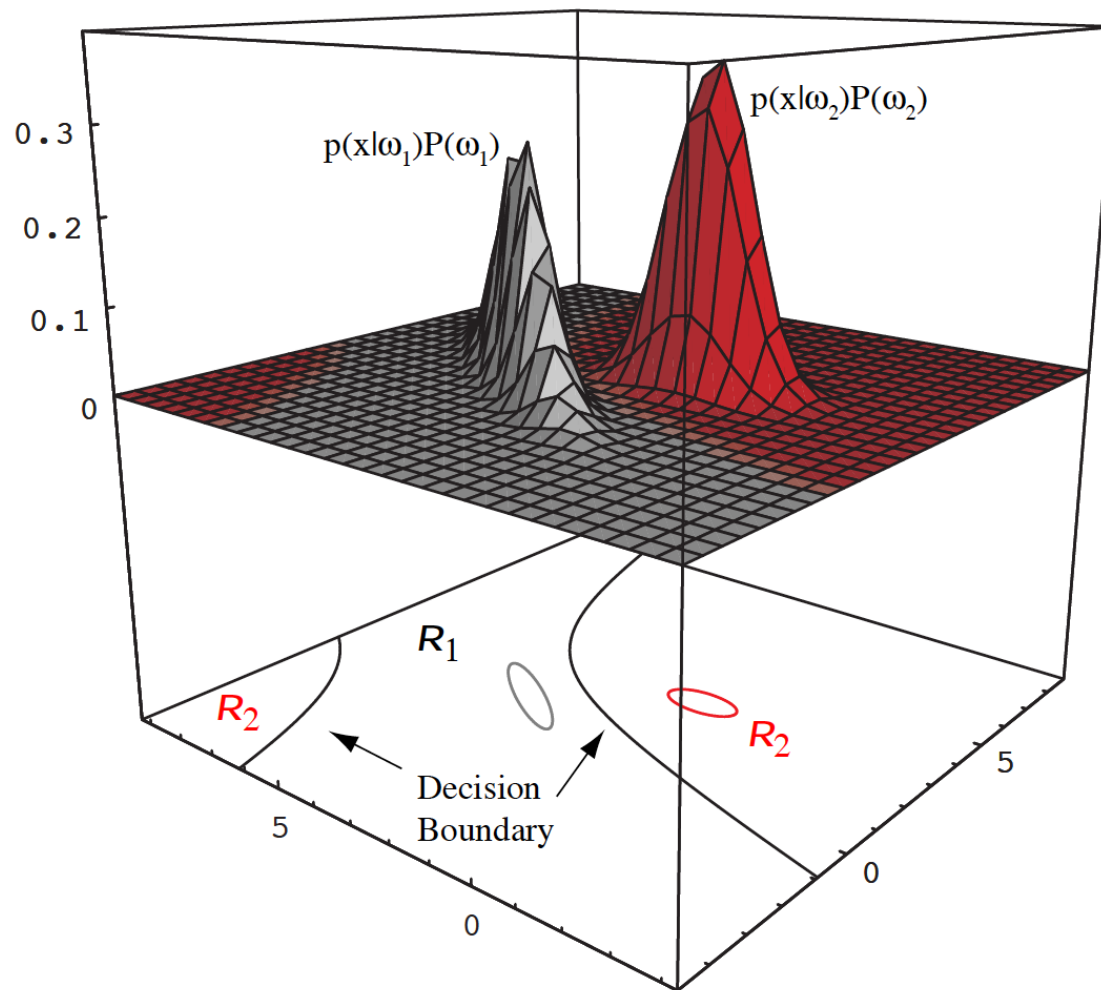 p(x|ω₂)P(ω₂)
0.3
p(x|ω₁)P(ω₁)
0.2
0.1
0
R₁
R₂
R₂
5
Decision
Boundary
5
0
0